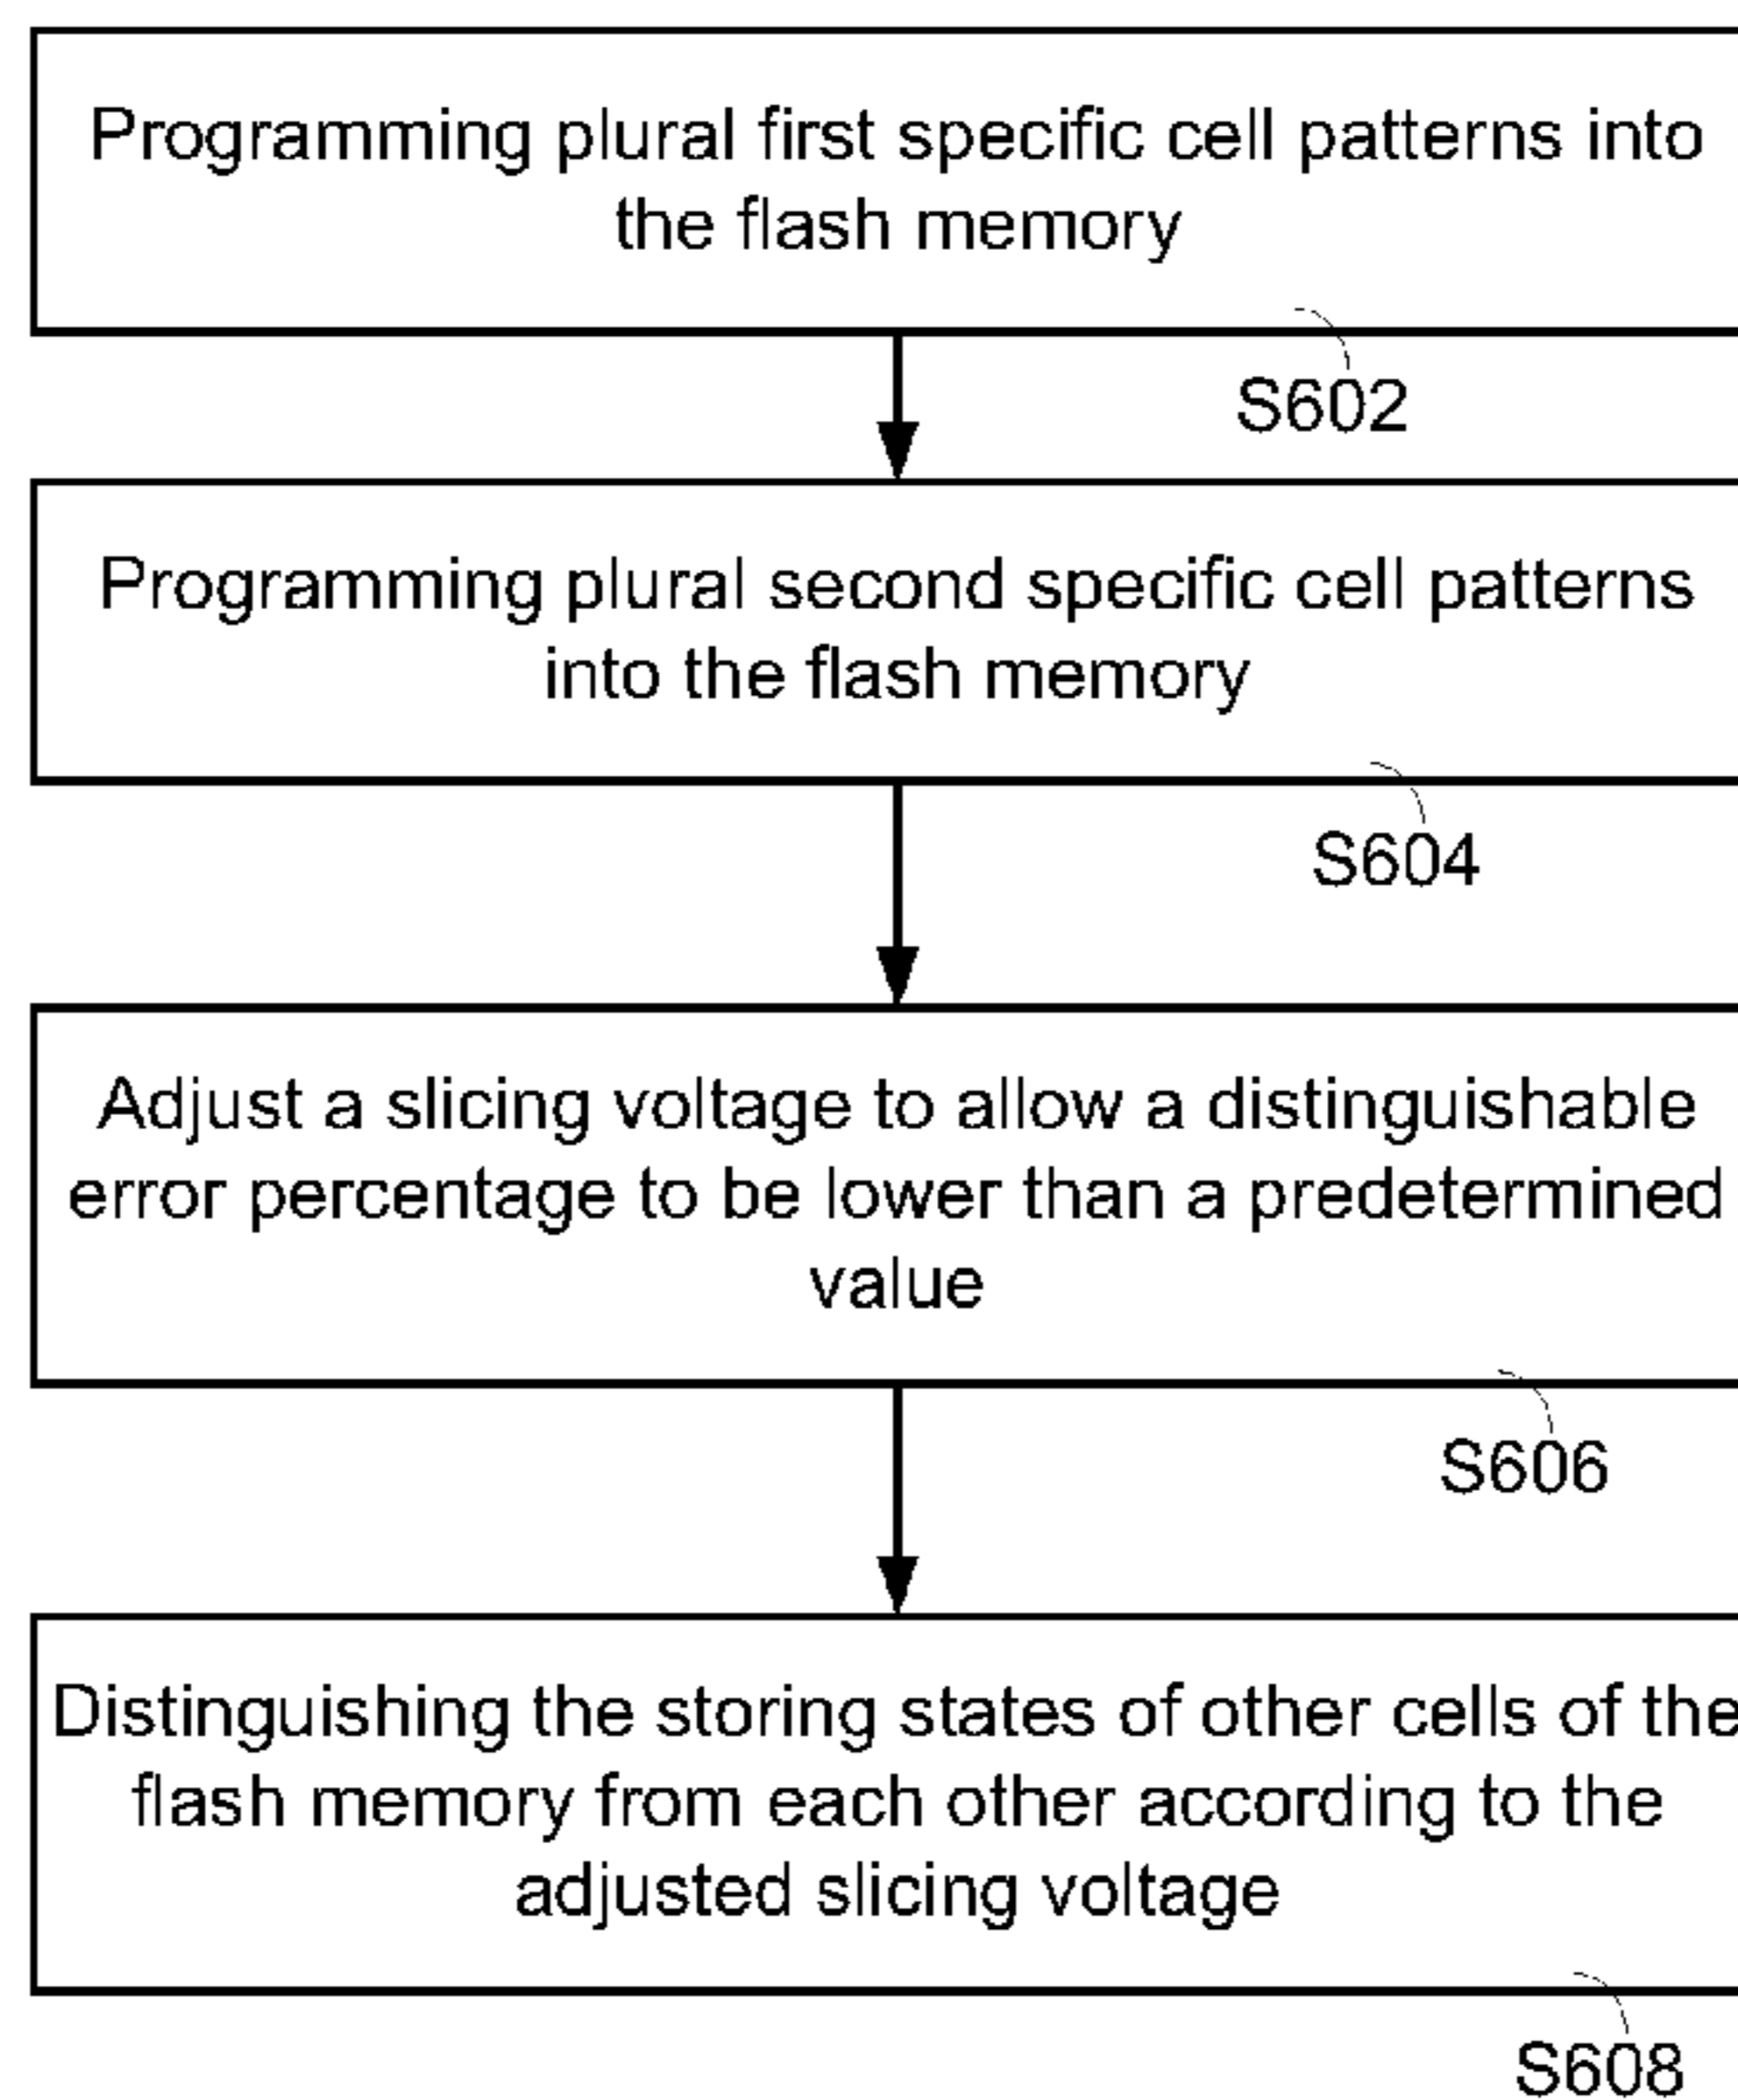 Programming plural first specific cell patterns into
the flash memory
S602
Programming plural second specific cell patterns
into the flash memory
S604
Adjust a slicing voltage to allow a distinguishable
error percentage to be lower than a predetermined
value
S606
Distinguishing the storing states of other cells of the
flash memory from each other according to the
adjusted slicing voltage
S608